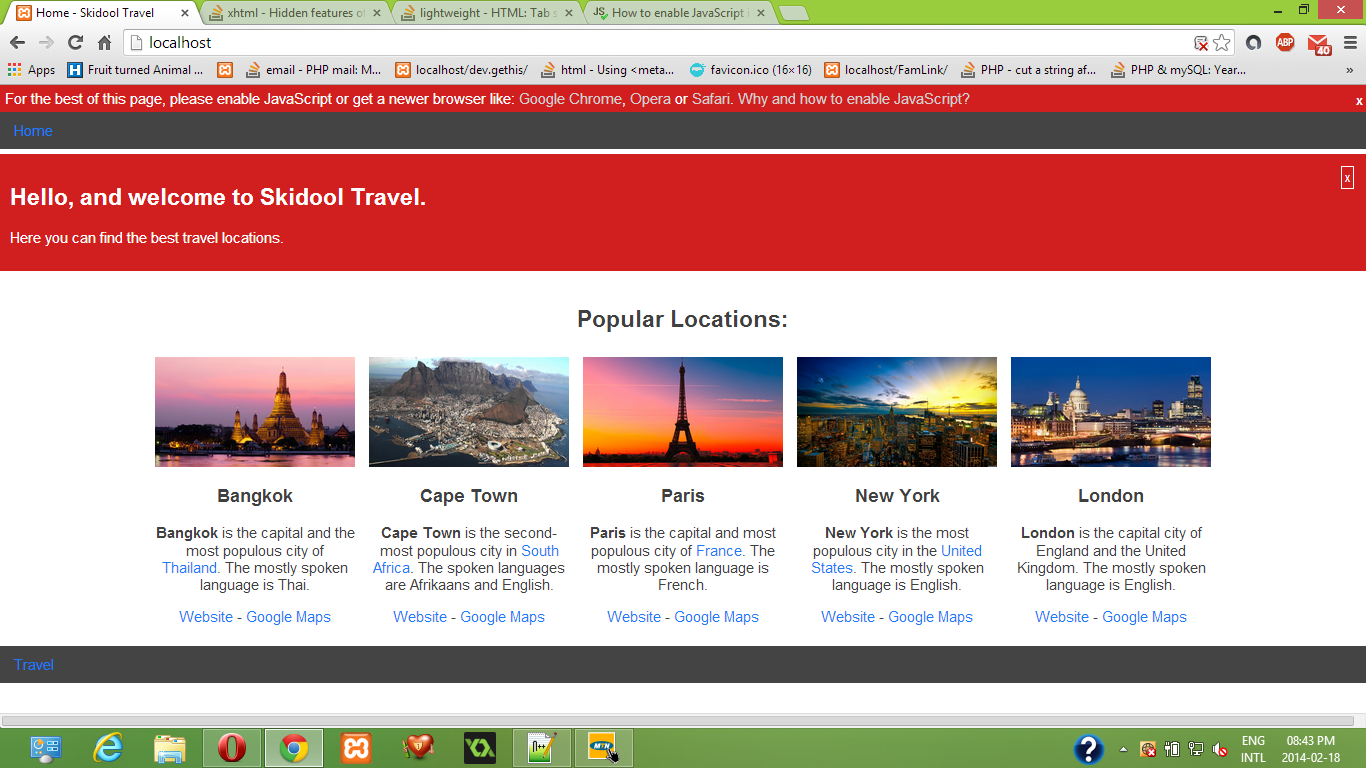 Home - Skidool Travel
xhtml - Hidden features of
lightweight - HTML: Tab s
How to enable JavaScript
localhost
ABP
40
Apps
Fruit turned Animal ...
email - PHP mail: M...
localhost/dev.gethis/
html - Using <meta...
favicon.ico (16×16)
localhost/FamLink/
PHP - cut a string af...
PHP & mySQL: Year...
»
For the best of this page, please enable JavaScript or get a newer browser like: Google Chrome, Opera or Safari. Why and how to enable JavaScript?
x
Home
x
Hello, and welcome to Skidool Travel.
Here you can find the best travel locations.
Popular Locations:
Bangkok
Bangkok is the capital and the
most populous city of
Thailand. The mostly spoken
language is Thai.
Website - Google Maps
Cape Town
Cape Town is the second-
most populous city in South
Africa. The spoken languages
are Afrikaans and English.
Website - Google Maps
Paris
Paris is the capital and most
populous city of France. The
mostly spoken language is
French.
Website - Google Maps
New York
New York is the most
populous city in the United
States. The mostly spoken
language is English.
Website - Google Maps
London
London is the capital city of
England and the United
Kingdom. The mostly spoken
language is English.
Website - Google Maps
Travel
MTN
ENG
INTL
08:43 PM
2014-02-18